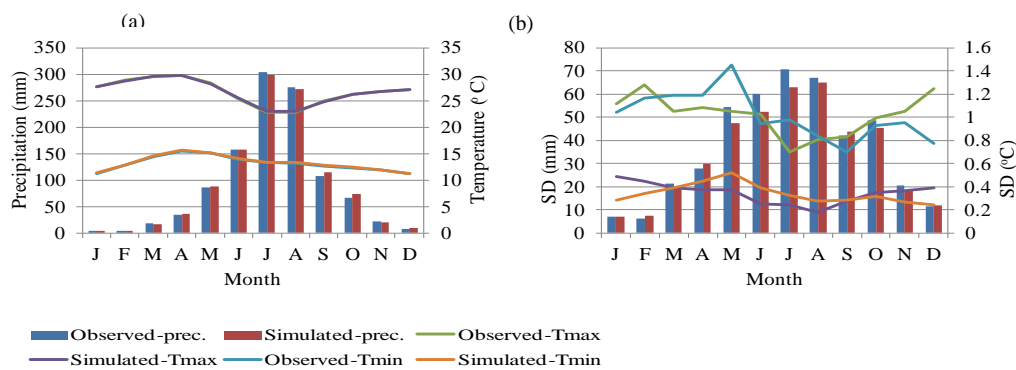 (a)
(b)
Precipitation (mm)
350
300
250
200
150
100
50
0
35
30
25
20
15
10
5
0
Temperature (⁰C)
J F M A M J J A S O N D
Month
SD (mm)
80
70
60
50
40
30
20
10
0
1.6
1.4
1.2
1
0.8
0.6
0.4
0.2
0
SD (⁰C)
J F M A M J J A S O N D
Month
Observed-prec. Simulated-prec. Observed-Tmax
Simulated-Tmax Observed-Tmin Simulated-Tmin